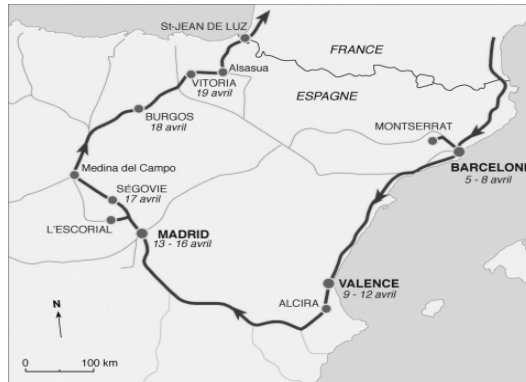 St-JEAN DE LUZ
FRANCE
Alsasua
VITORIA
19 avril
ESPAGNE
BURGOS
18 avril
MONTSERRAT
BARCELONE
5 - 8 avril
Medina del Campo
SÉGOVIE
17 avril
L'ESCORIAL
MADRID
13 - 16 avril
VALENCE
9 - 12 avril
ALCIRA
N
0 100 km